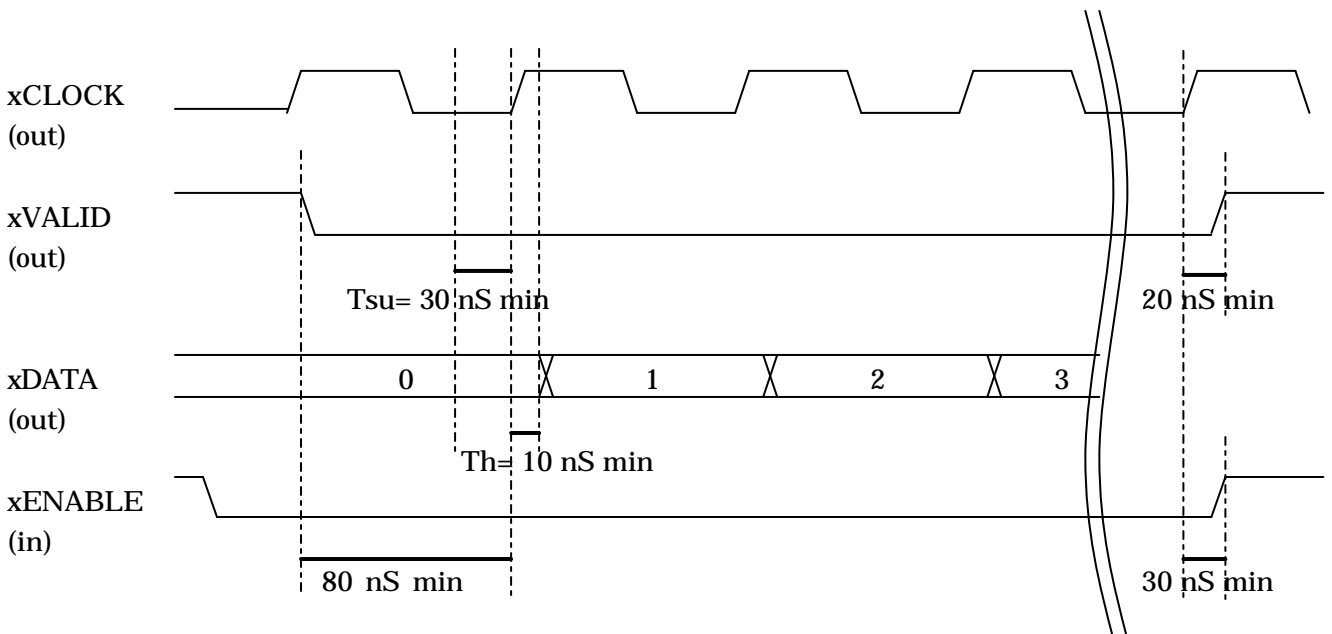 xCLOCK
(out)
xVALID
(out)
Tsu= 30 nS min
20 nS min
xDATA
(out)
0
1
2
3
Th= 10 nS min
xENABLE
(in)
80 nS min
30 nS min